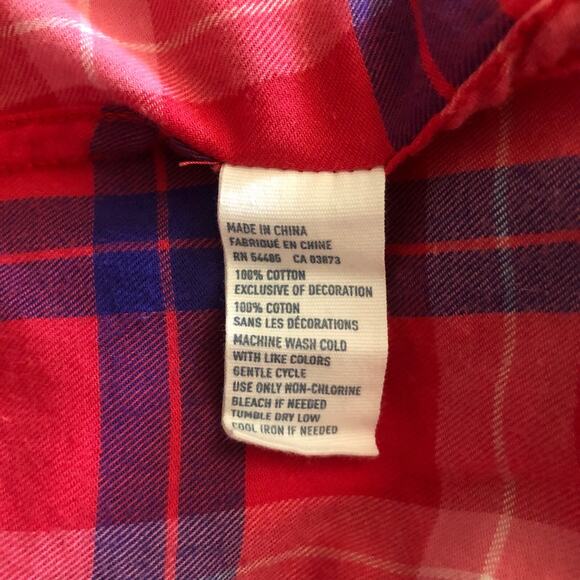 MADE IN CHINA
FABRIQUÉ EN CHINE
RN 54485 CA 03873
100% COTTON
EXCLUSIVE OF DECORATION
100% COTON
SANS LES DÉCORATIONS
MACHINE WASH COLD
WITH LIKE COLORS
GENTLE CYCLE
USE ONLY NON-CHLORINE
BLEACH IF NEEDED
TUMBLE DRY LOW
COOL IRON IF NEEDED